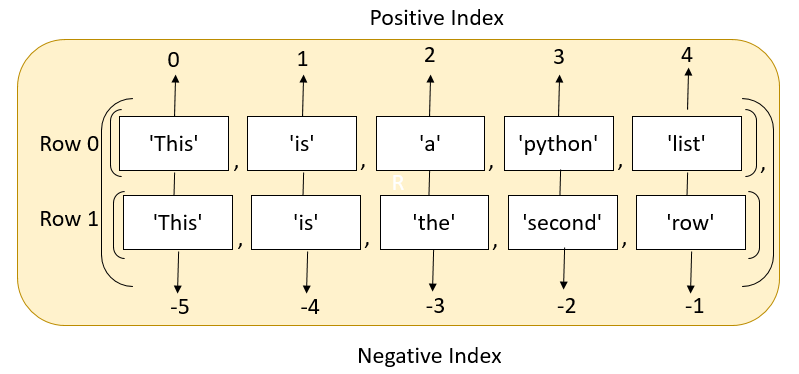 Positive Index
0 1 2 3 4
Row 0 'This' , 'is' , 'a' , 'python' , 'list' ,
R
Row 1 'This' , 'is' , 'the' , 'second' , 'row'
-5 -4 -3 -2 -1
Negative Index